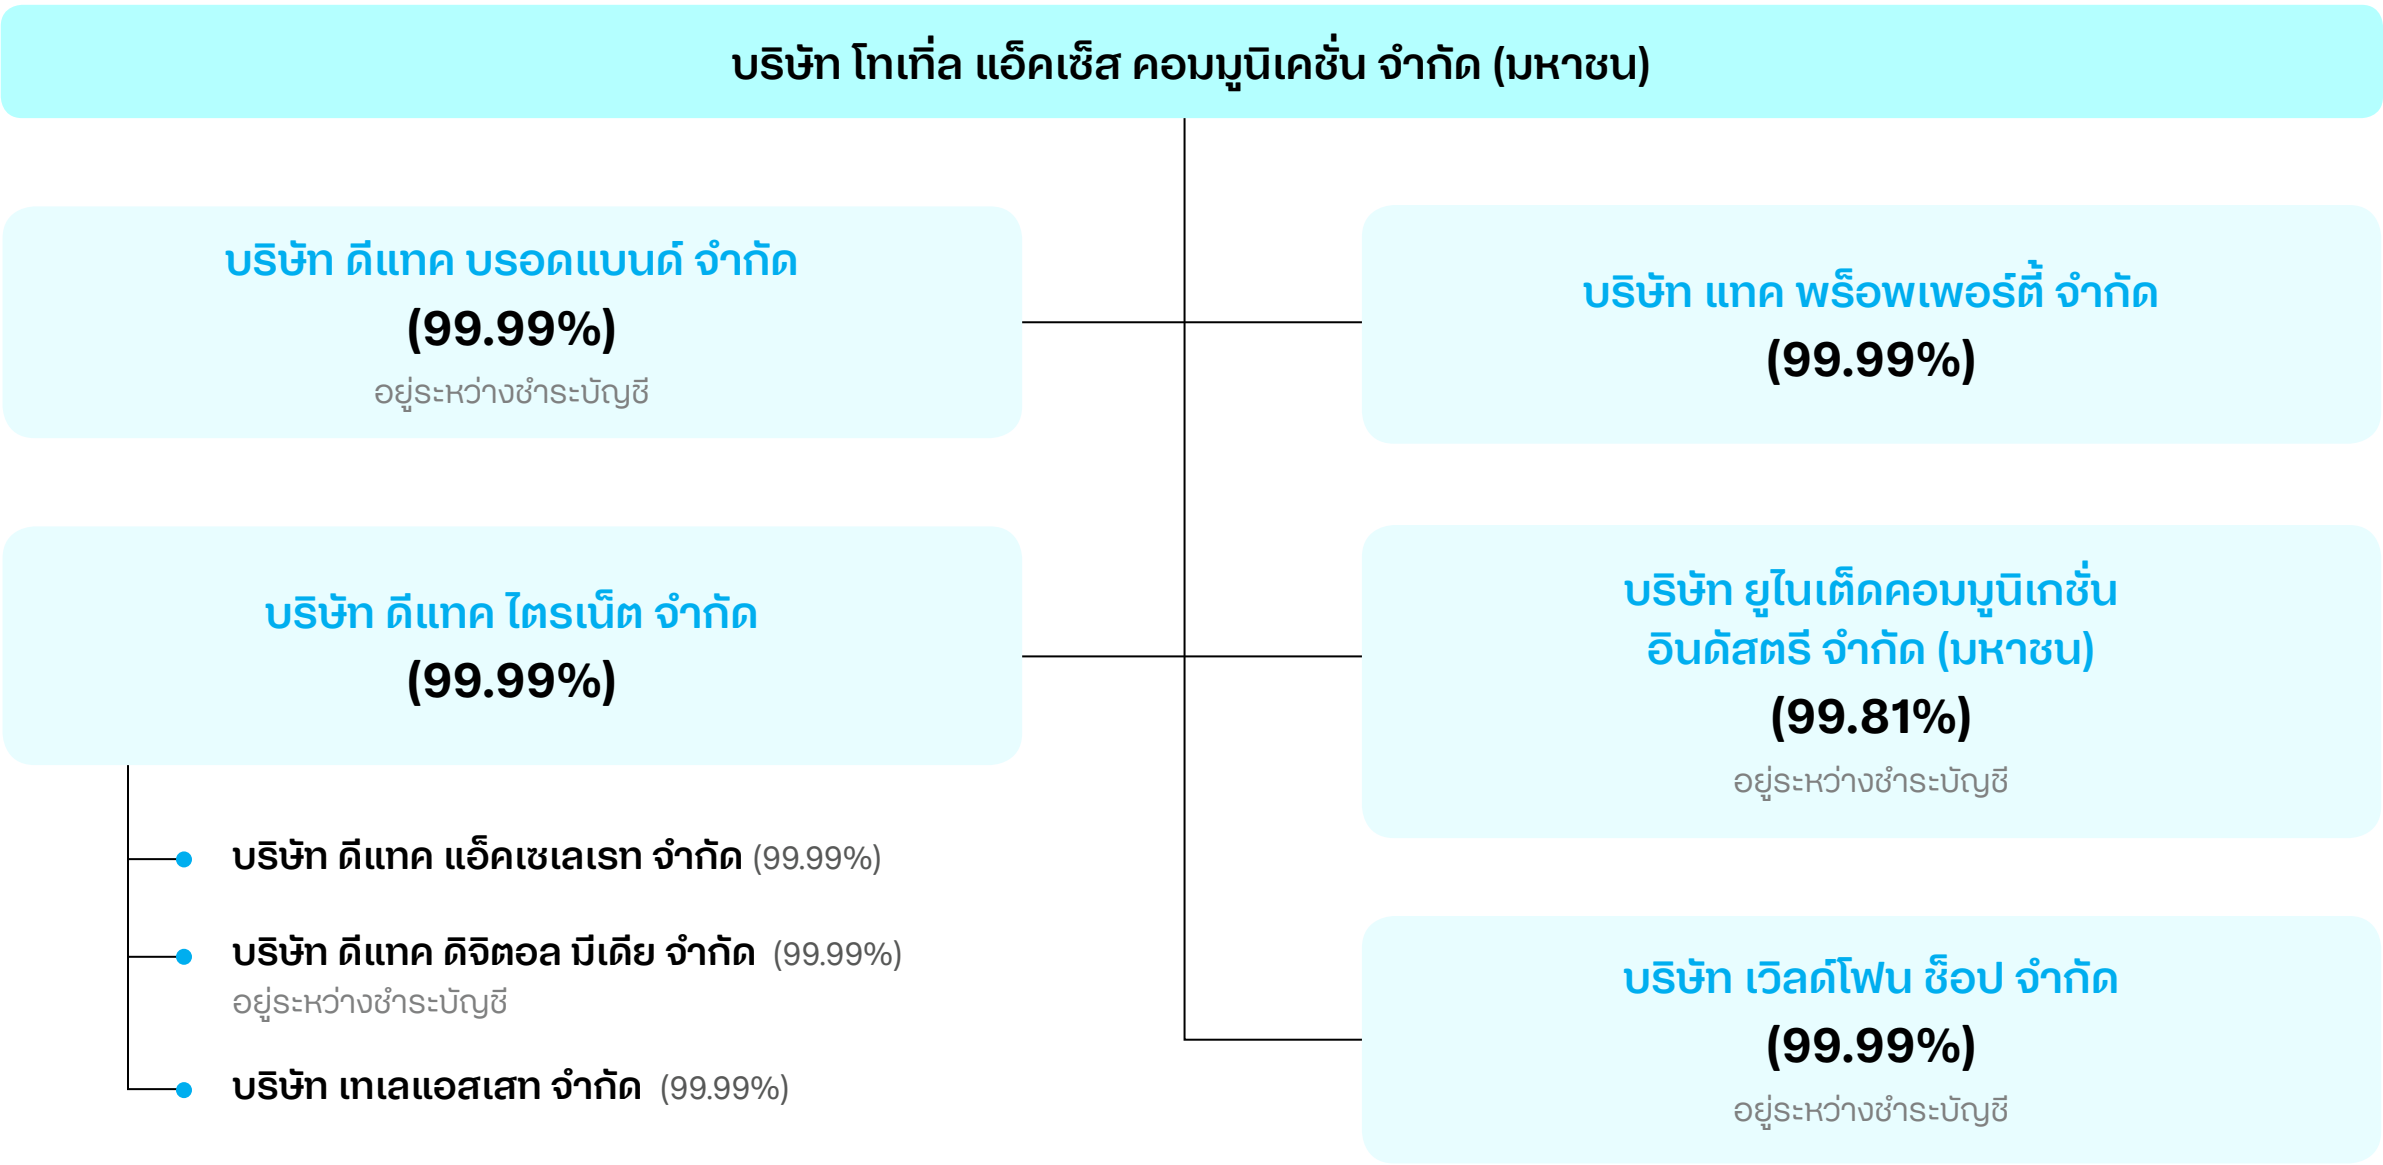 บริษัท โทเทิ่ล แอ็คเซ็ส คอมมูนิเคชั่น จำกัด (มหาชน)
บริษัท ดีแทค บรอดแบนด์ จำกัด
(99.99%)
อยู่ระหว่างชำระบัญชี
บริษัท แทค พร็อพเพอร์ตี้ จำกัด
(99.99%)
บริษัท ดีแทค ไตรเน็ต จำกัด
(99.99%)
บริษัท ยูไนเต็ดคอมมูนิเกชั่น
อินดัสตรี จำกัด (มหาชน)
(99.81%)
อยู่ระหว่างชำระบัญชี
บริษัท ดีแทค แอ็คเซเลเรท จำกัด (99.99%)
บริษัท ดีแทค ดิจิตอล มีเดีย จำกัด (99.99%)
อยู่ระหว่างชำระบัญชี
บริษัท เทเลแอสเสท จำกัด (99.99%)
บริษัท เวิลด์โฟน ช็อป จำกัด
(99.99%)
อยู่ระหว่างชำระบัญชี